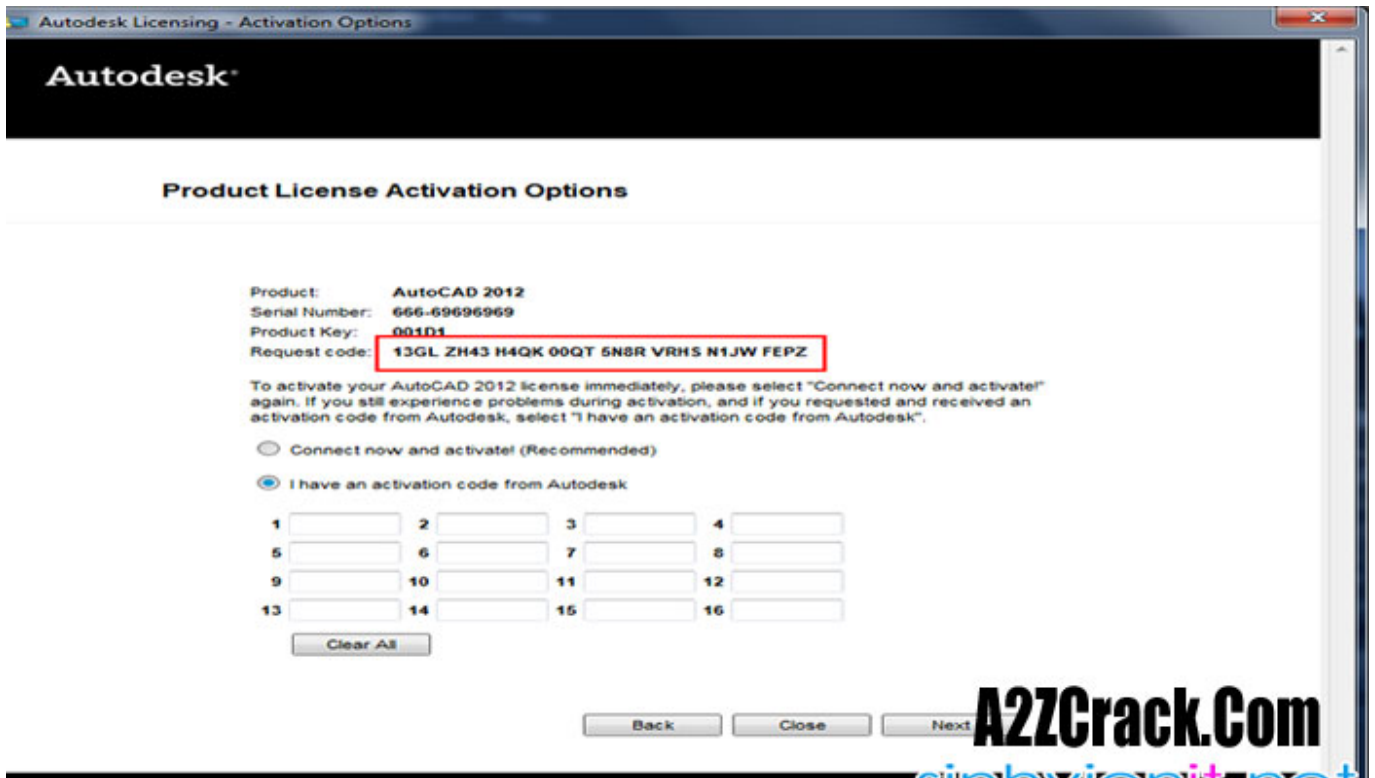 Autodesk Licensing - Activation Options
Autodesk
Product License Activation Options
Product: AutoCAD 2012
Serial Number: 666-69696969
Product Key: 001D1
Request code: 13GL ZH43 H4QK 00QT 5N8R VRHS N1JW FEPZ
To activate your AutoCAD 2012 license immediately, please select "Connect now and activate!"
again. If you still experience problems during activation, and if you requested and received an
activation code from Autodesk, select "I have an activation code from Autodesk".
Connect now and activate! (Recommended)
I have an activation code from Autodesk
1 2 3 4
5 6 7 8
9 10 11 12
13 14 15 16
Clear All
Back Close Next
A2ZCrack.Com